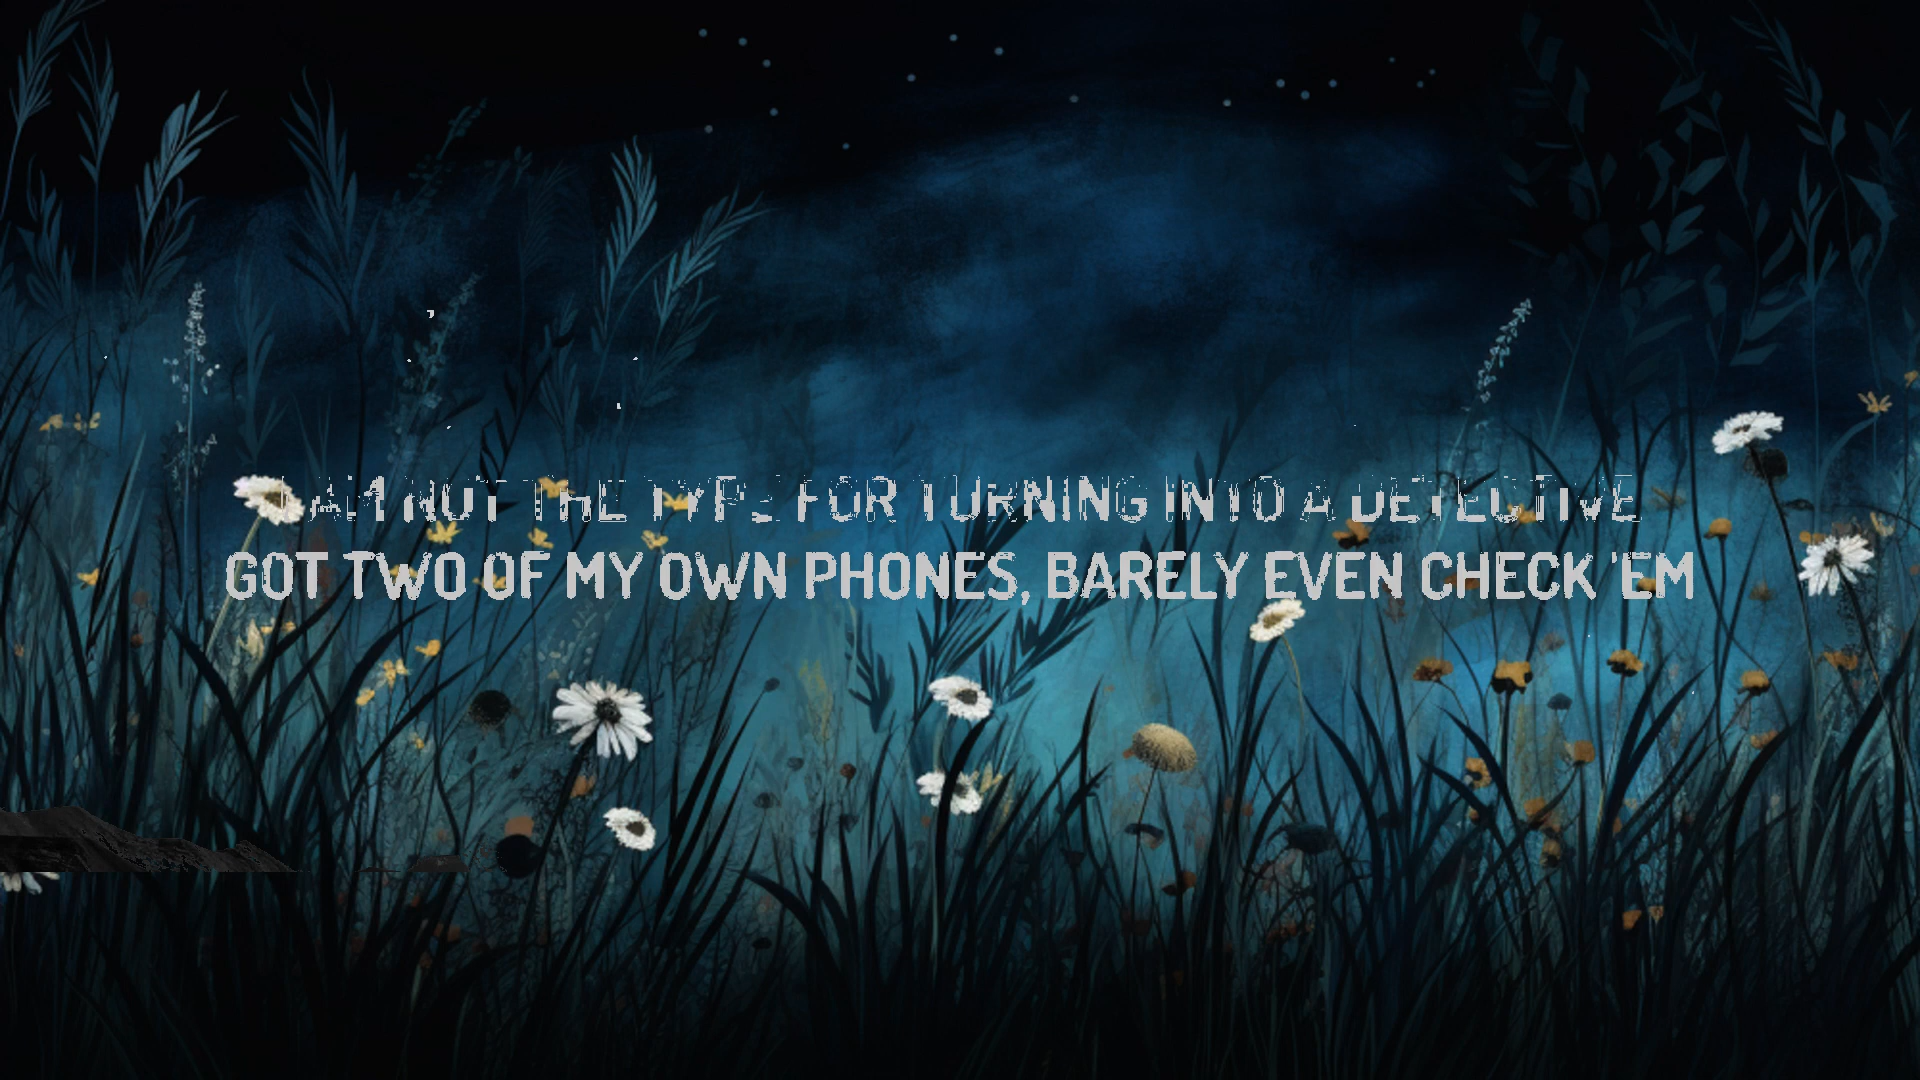 I AM NOT THE TYPE FOR TURNING INTO A DETECTIVE
GOT TWO OF MY OWN PHONES, BARELY EVEN CHECK 'EM